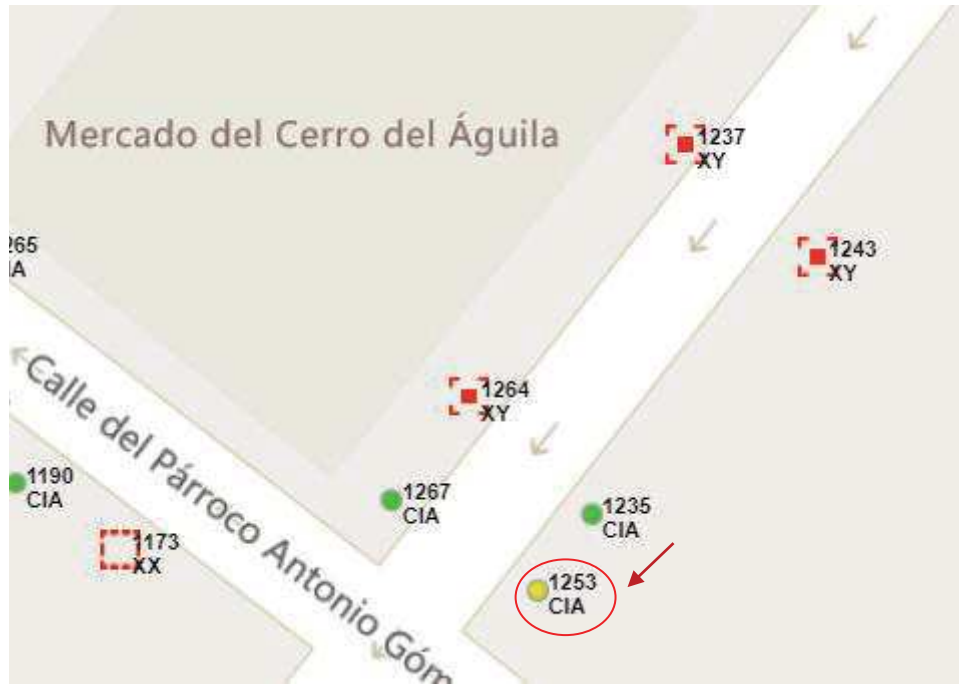 Mercado del Cerro del Águila
1237
XY
1243
XY
265
IA
1264
XY
Calle del Párroco Antonio Góm
1190
CIA
1267
CIA
1235
CIA
1173
XX
1253
CIA